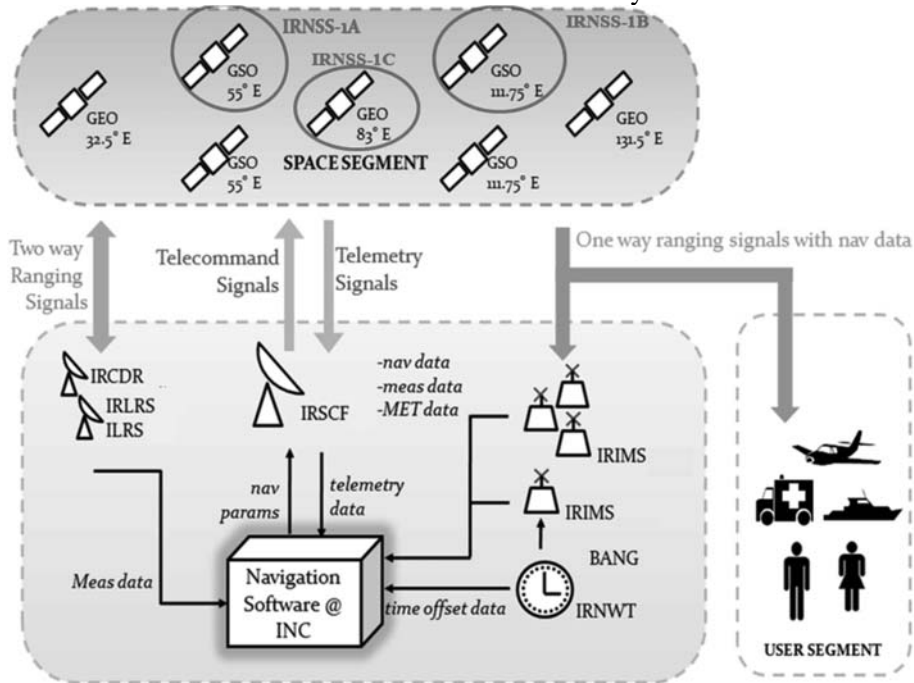 IRNSS-1A
IRNSS-1B
IRNSS-1C
GEO
32.5° E
GSO
55° E
GEO
83° E
GSO
111.75° E
GEO
131.5° E
GSO
55° E
SPACE SEGMENT
GSO
111.75° E
Two way
Ranging
Signals
Telecommand
Signals
Telemetry
Signals
One way ranging signals with nav data
IRCDR
IRLRS
ILRS
IRSCF
-nav data
-meas data
-MET data
IRIMS
IRIMS
nav
params
telemetry
data
Meas data
Navigation
Software @
INC
time offset data
BANG
IRNWT
USER SEGMENT